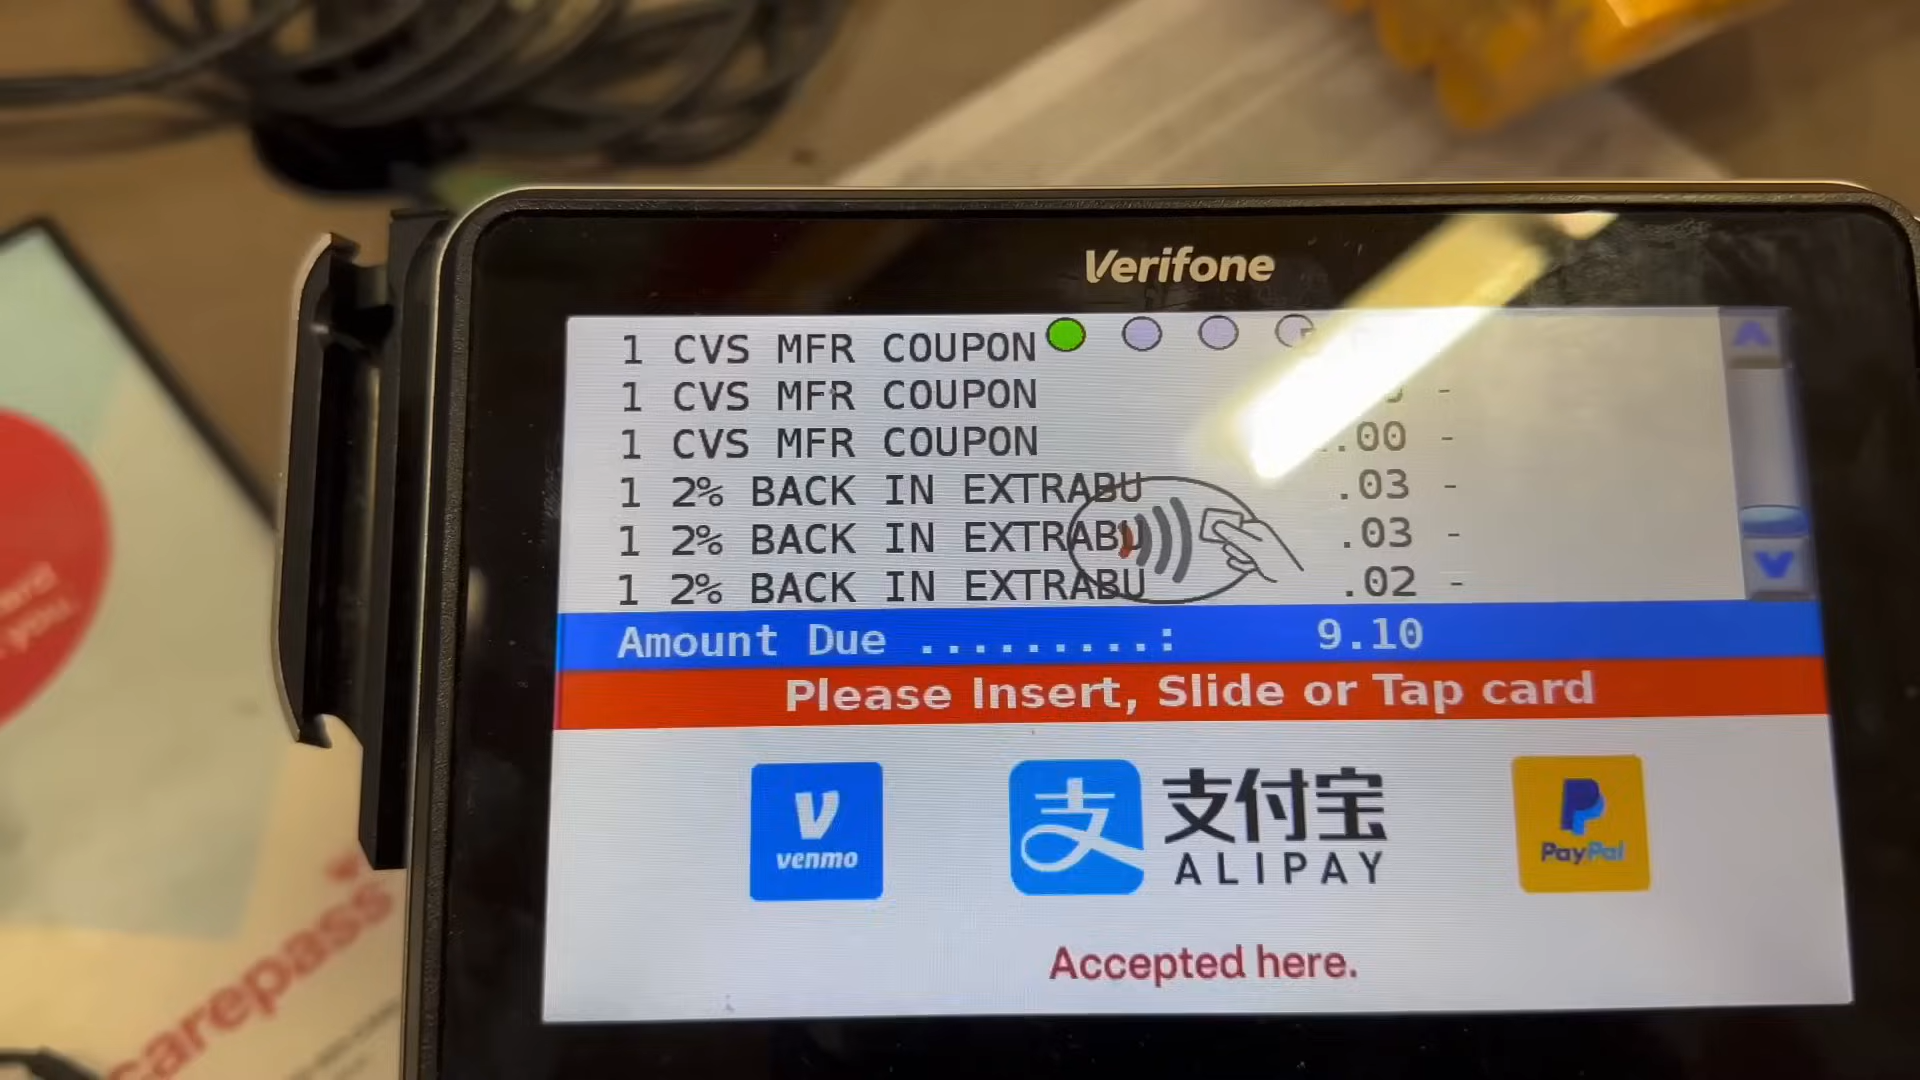 Verifone
1 CVS MFR COUPON
1 CVS MFR COUPON -
1 CVS MFR COUPON .00 -
1 2% BACK IN EXTRABU .03 -
1 2% BACK IN EXTRABU .03 -
1 2% BACK IN EXTRABU .02 -
Amount Due .........: 9.10
Please Insert, Slide or Tap card
venmo
支 支付宝
ALIPAY
PayPal
Accepted here.
carepass
you.